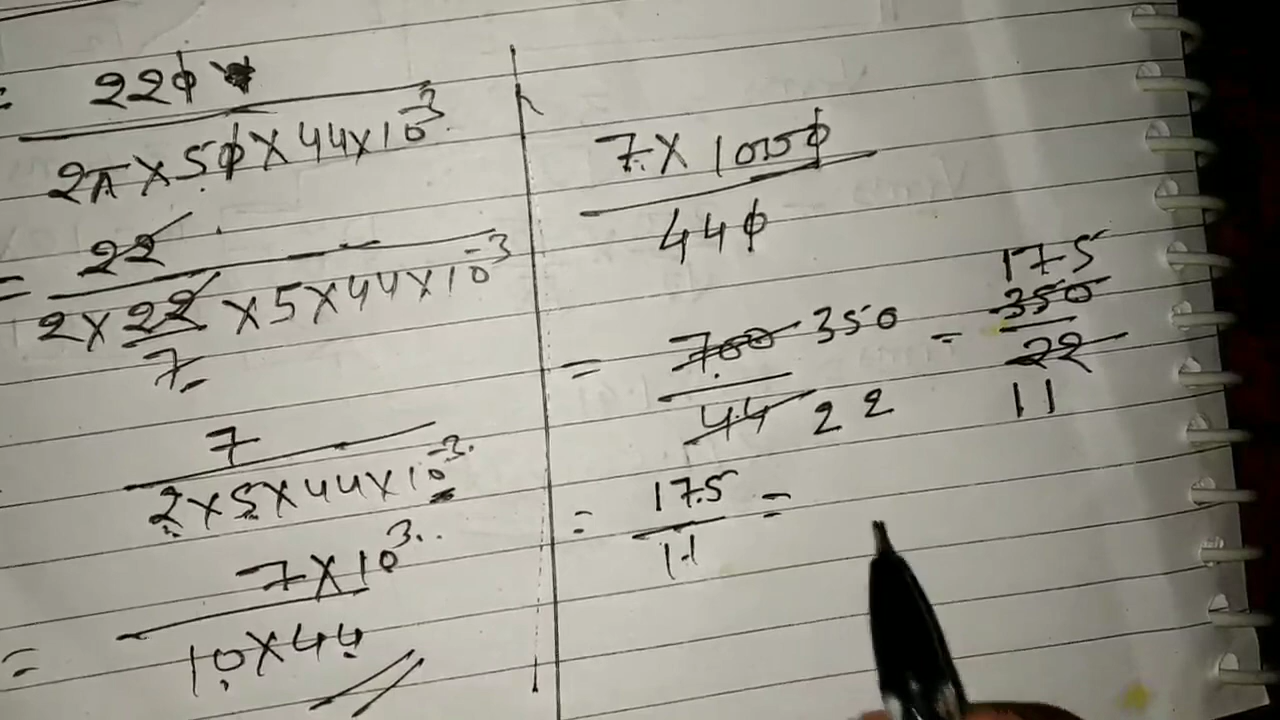 = 220
2π × 50 × 44 × 10⁻³
= 22
2 × 22 × 5 × 44 × 10⁻³
7
7
2 × 5 × 44 × 10⁻³
7 × 10³
= 10 × 44
7 × 1000
440
= 700 350 = 350 175
44 22 22 11
= 175 =
11